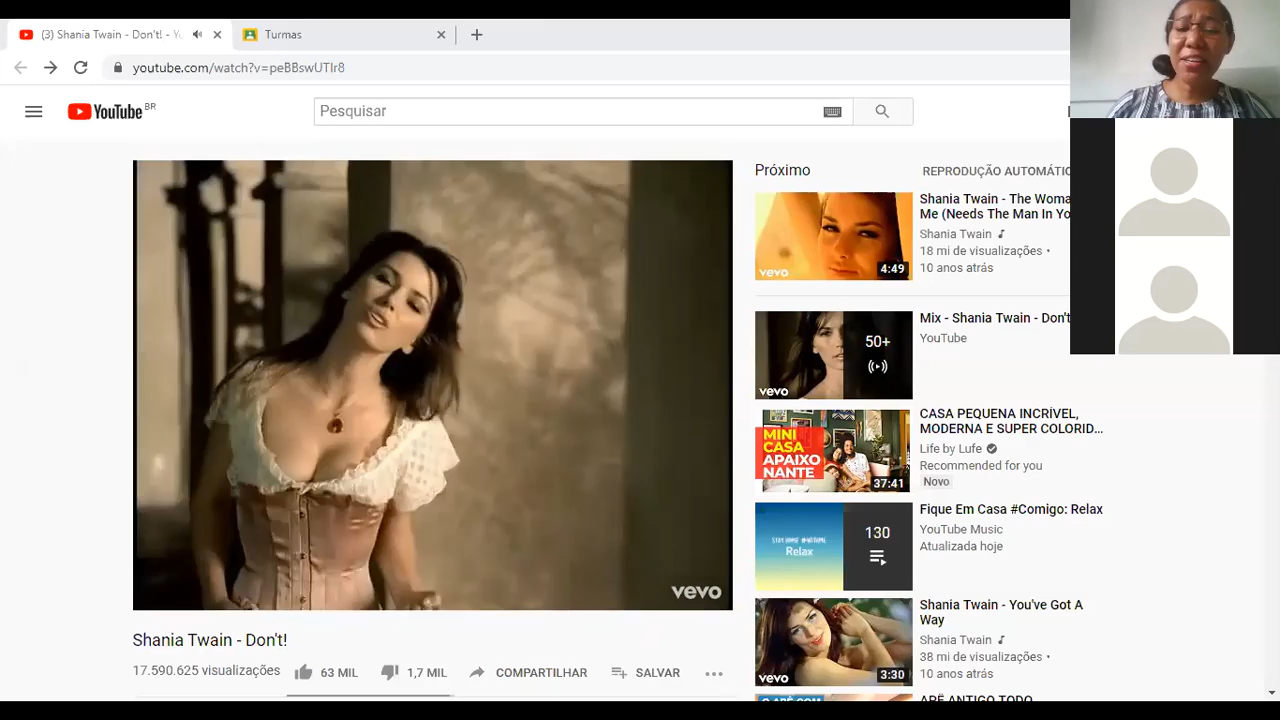 (3) Shania Twain - Don't! - Yo
Turmas
youtube.com/watch?v=peBBswUTIr8
YouTube BR
Pesquisar
vevo
Shania Twain - Don't!
17.590.625 visualizações
63 MIL
1,7 MIL
COMPARTILHAR
SALVAR
Próximo
REPRODUÇÃO AUTOMÁTIC
vevo
4:49
Shania Twain - The Woma
Me (Needs The Man In Yo
Shania Twain
18 mi de visualizações •
10 anos atrás
vevo
50+
Mix - Shania Twain - Don't
YouTube
MINI
CASA
APAIXO
NANTE
37:41
CASA PEQUENA INCRÍVEL,
MODERNA E SUPER COLORID...
Life by Lufe
Recommended for you
Novo
Relax
130
Fique Em Casa #Comigo: Relax
YouTube Music
Atualizada hoje
vevo
3:30
Shania Twain - You've Got A
Way
Shania Twain
38 mi de visualizações •
10 anos atrás